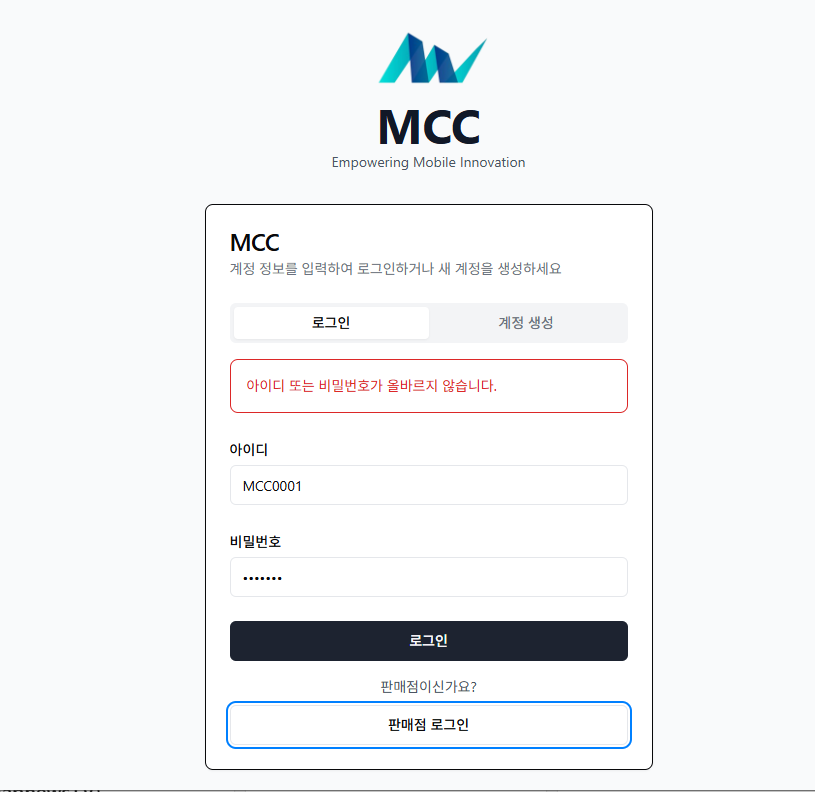 MCC
Empowering Mobile Innovation
MCC
계정 정보를 입력하여 로그인하거나 새 계정을 생성하세요
로그인
계정 생성
아이디 또는 비밀번호가 올바르지 않습니다.
아이디
MCC0001
비밀번호
•••••••
로그인
판매점이신가요?
판매점 로그인